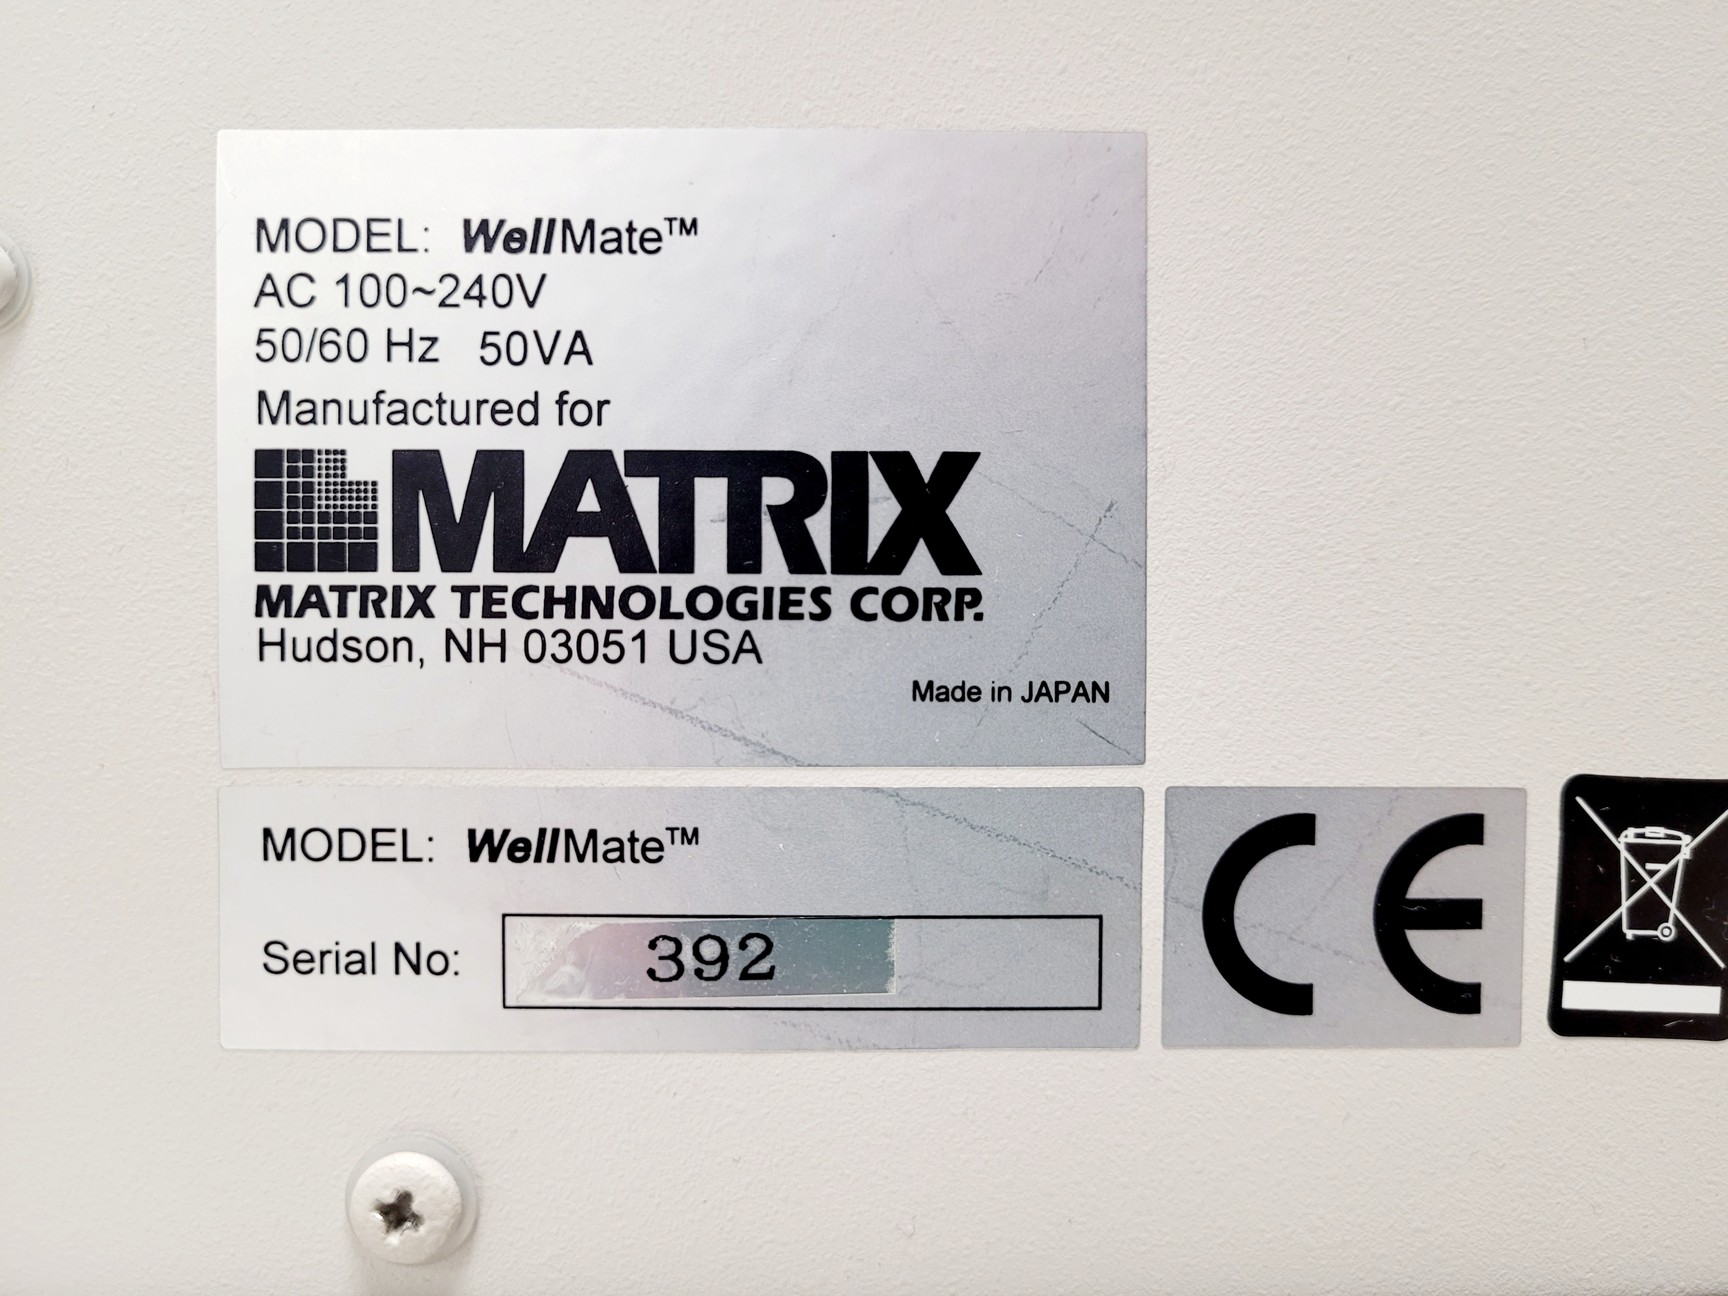 MODEL: WellMate™
AC 100~240V
50/60 Hz 50VA
Manufactured for
MATRIX
MATRIX TECHNOLOGIES CORP.
Hudson, NH 03051 USA
Made in JAPAN
MODEL: WellMate™
Serial No: 392
CE